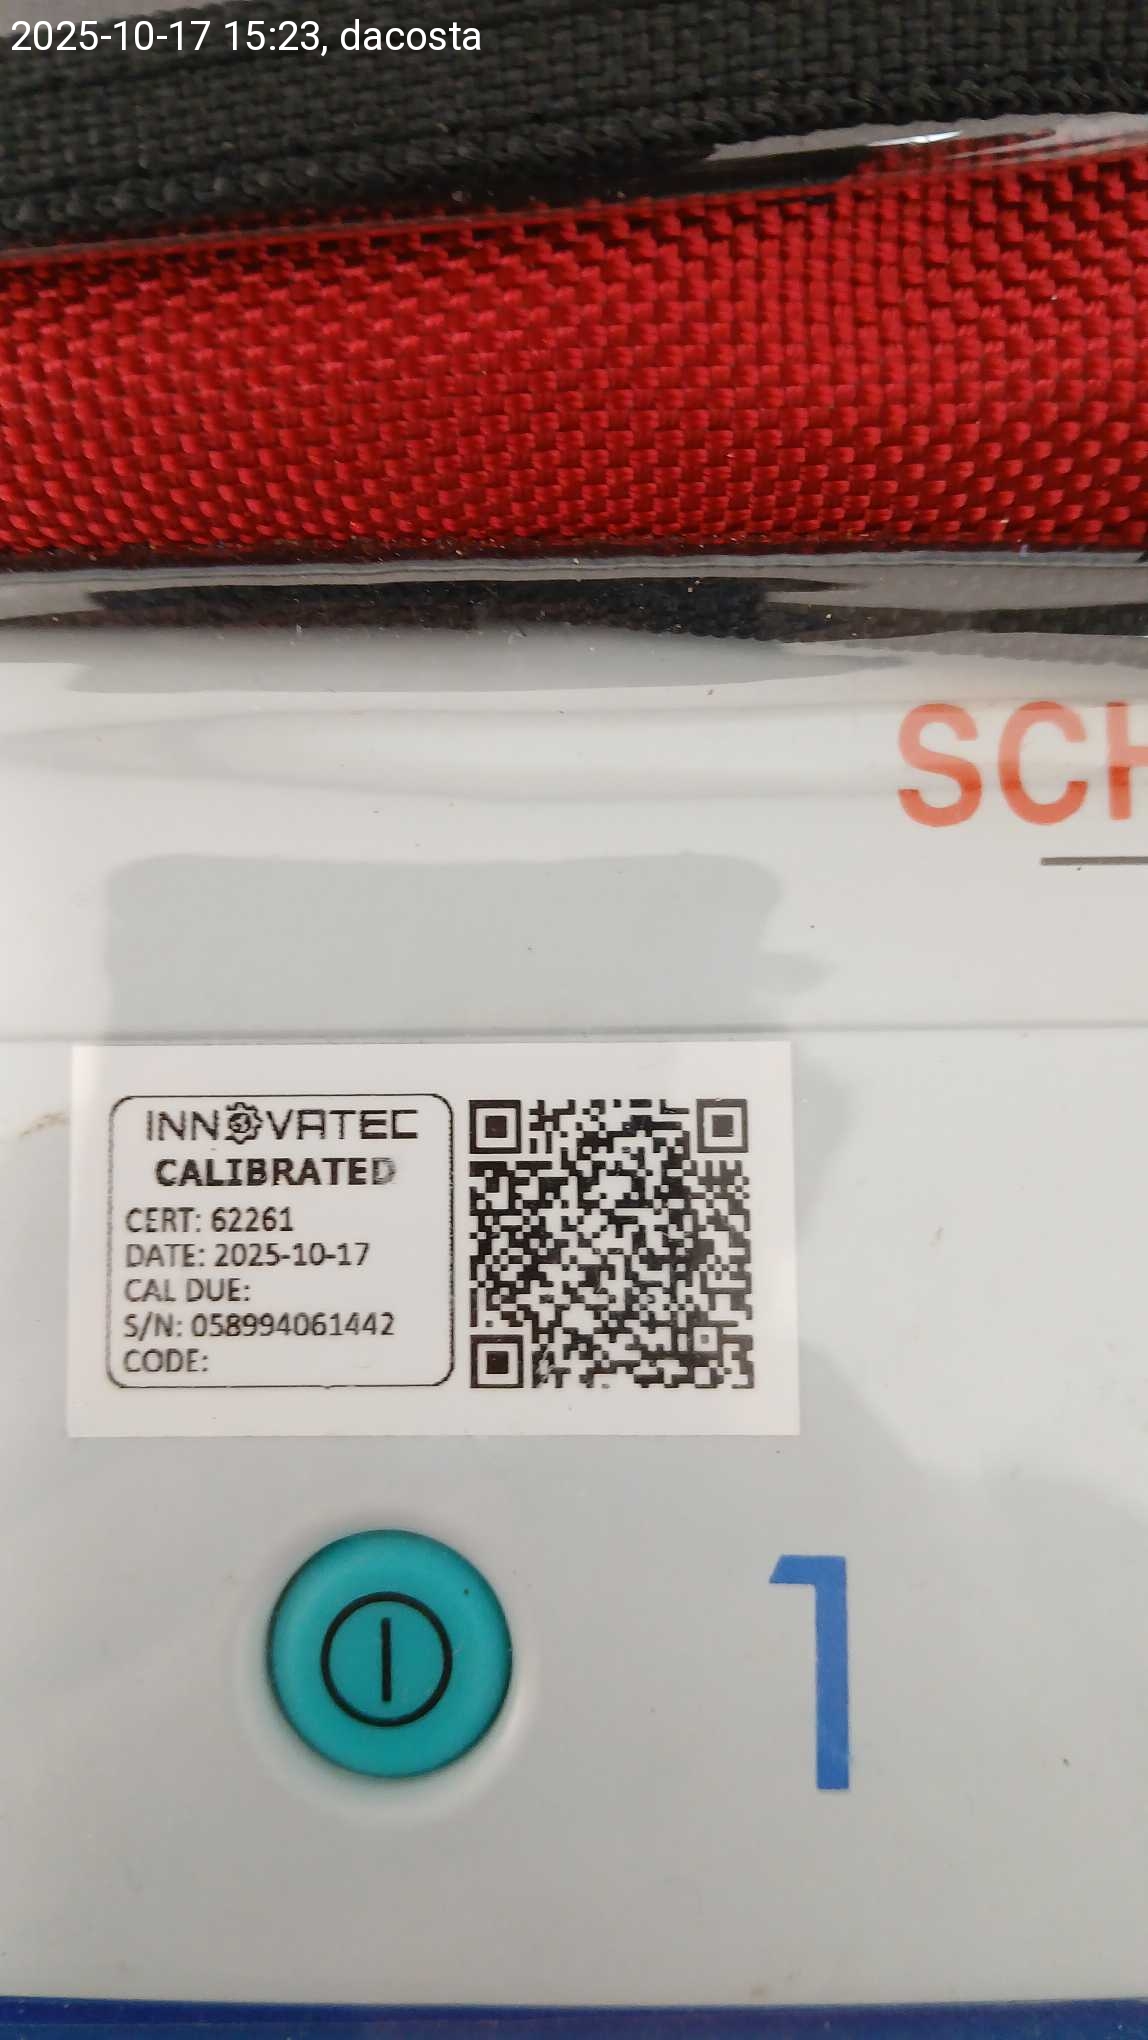 2025-10-17 15:23, dacosta
SCH
INNOVATEC
CALIBRATED
CERT: 62261
DATE: 2025-10-17
CAL DUE:
S/N: 058994061442
CODE:
1